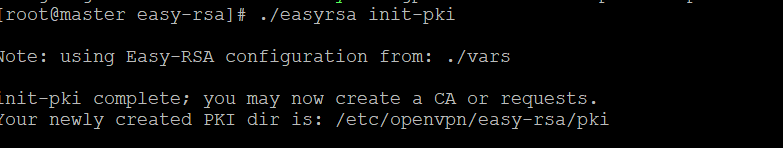 [root@master easy-rsa]# ./easyrsa init-pki
Note: using Easy-RSA configuration from: ./vars
init-pki complete; you may now create a CA or requests.
Your newly created PKI dir is: /etc/openvpn/easy-rsa/pki